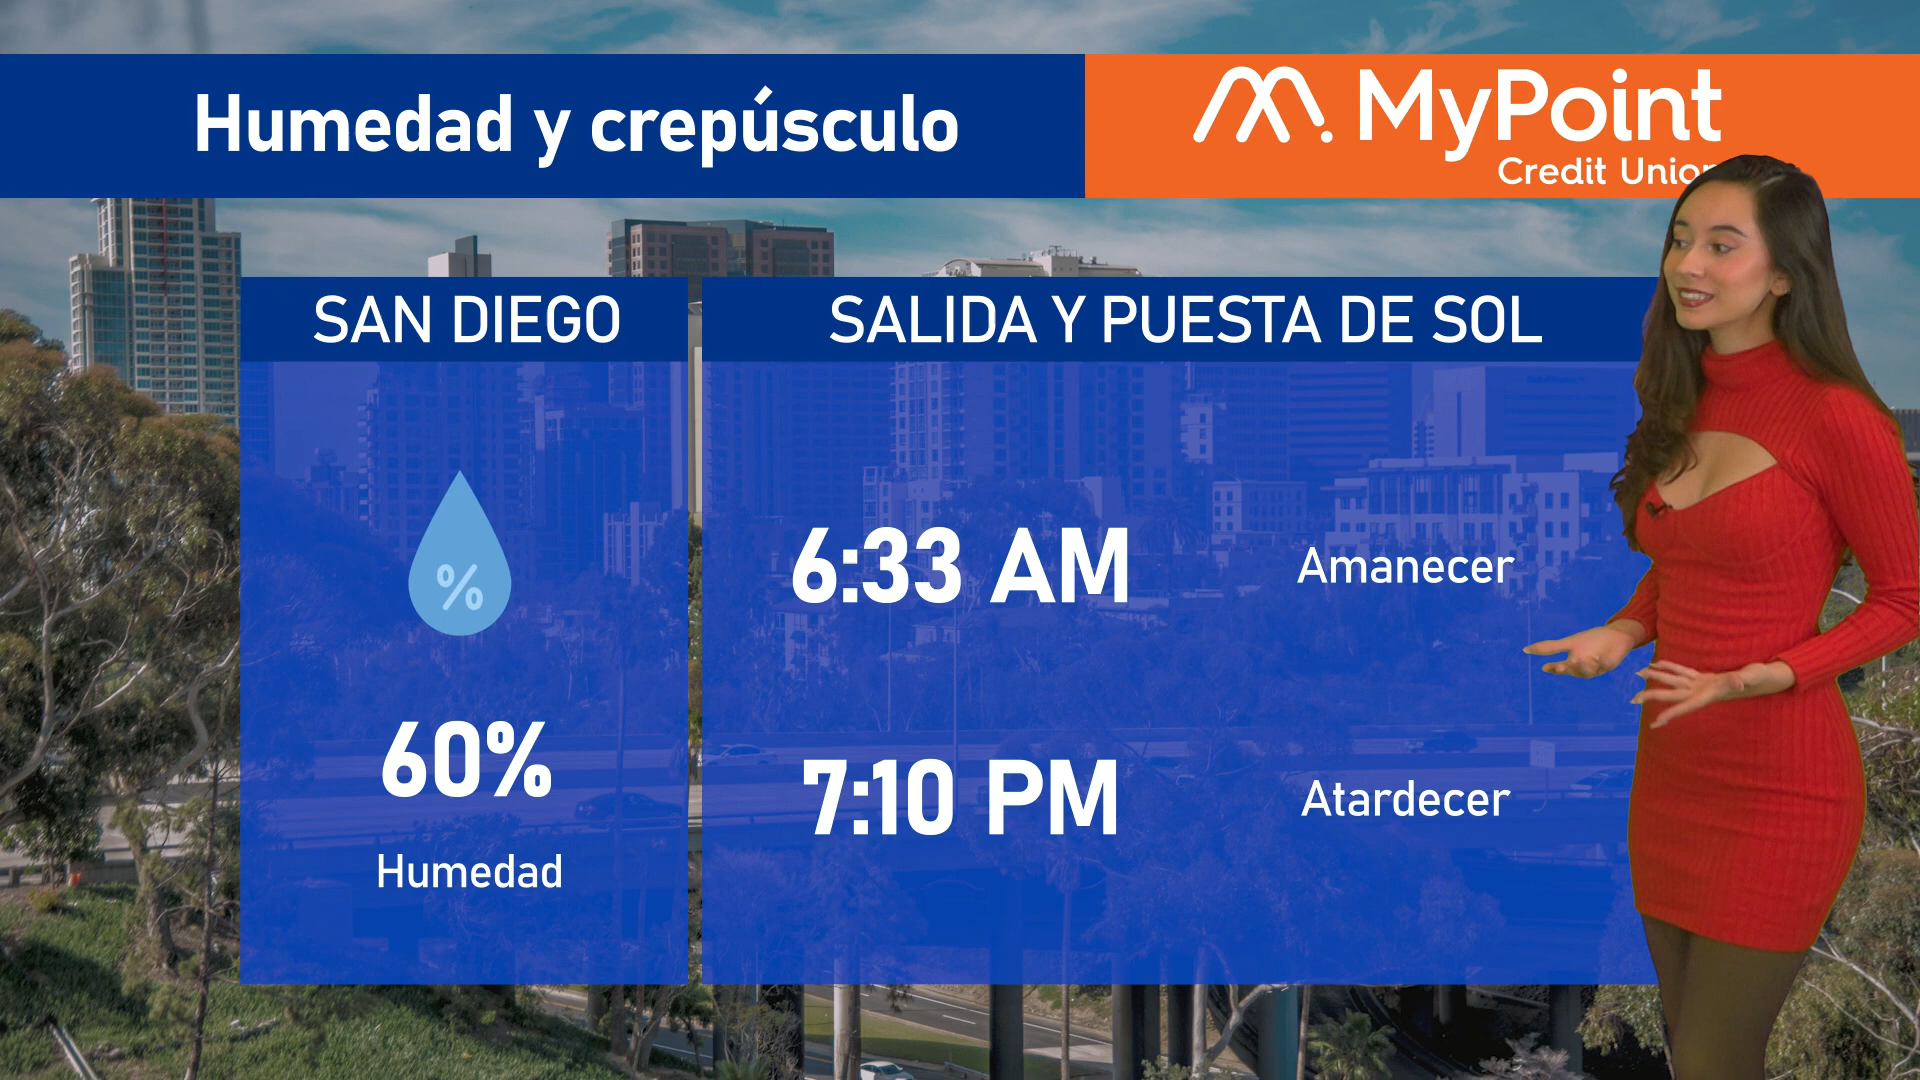 Humedad y crepúsculo
MyPoint
Credit Union
SAN DIEGO
SALIDA Y PUESTA DE SOL
%
60%
Humedad
6:33 AM
Amanecer
7:10 PM
Atardecer